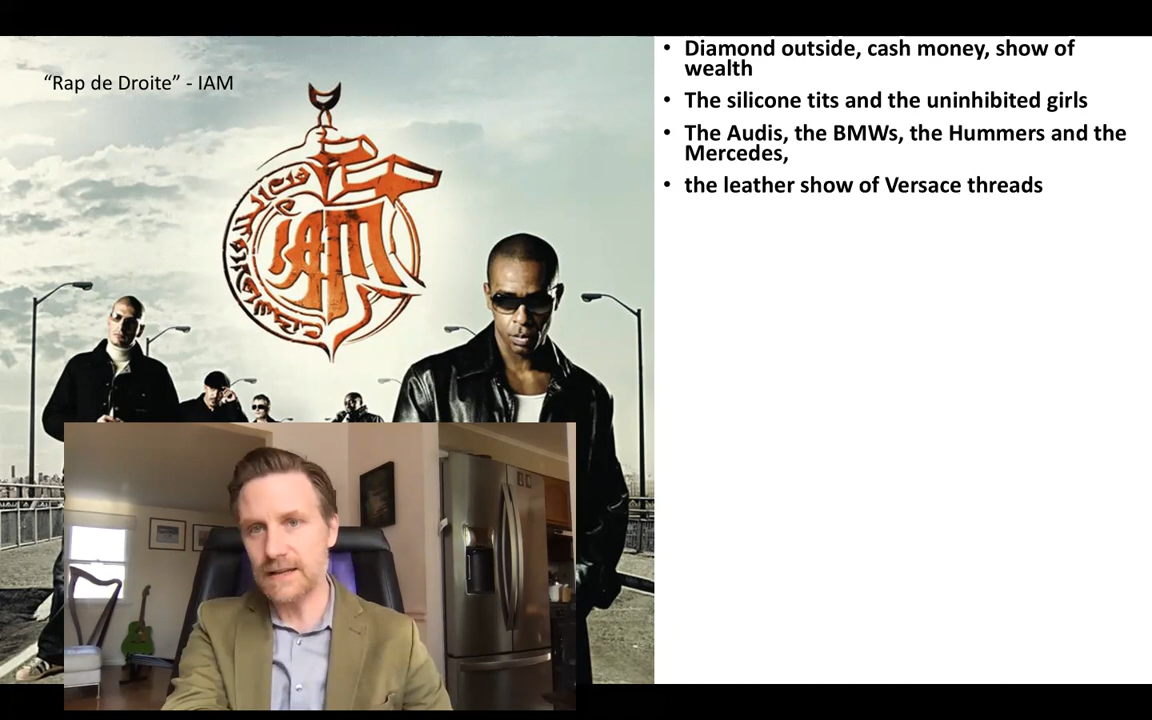 “Rap de Droite” - IAM
IAM
• Diamond outside, cash money, show of
wealth
• The silicone tits and the uninhibited girls
• The Audis, the BMWs, the Hummers and the
Mercedes,
• the leather show of Versace threads